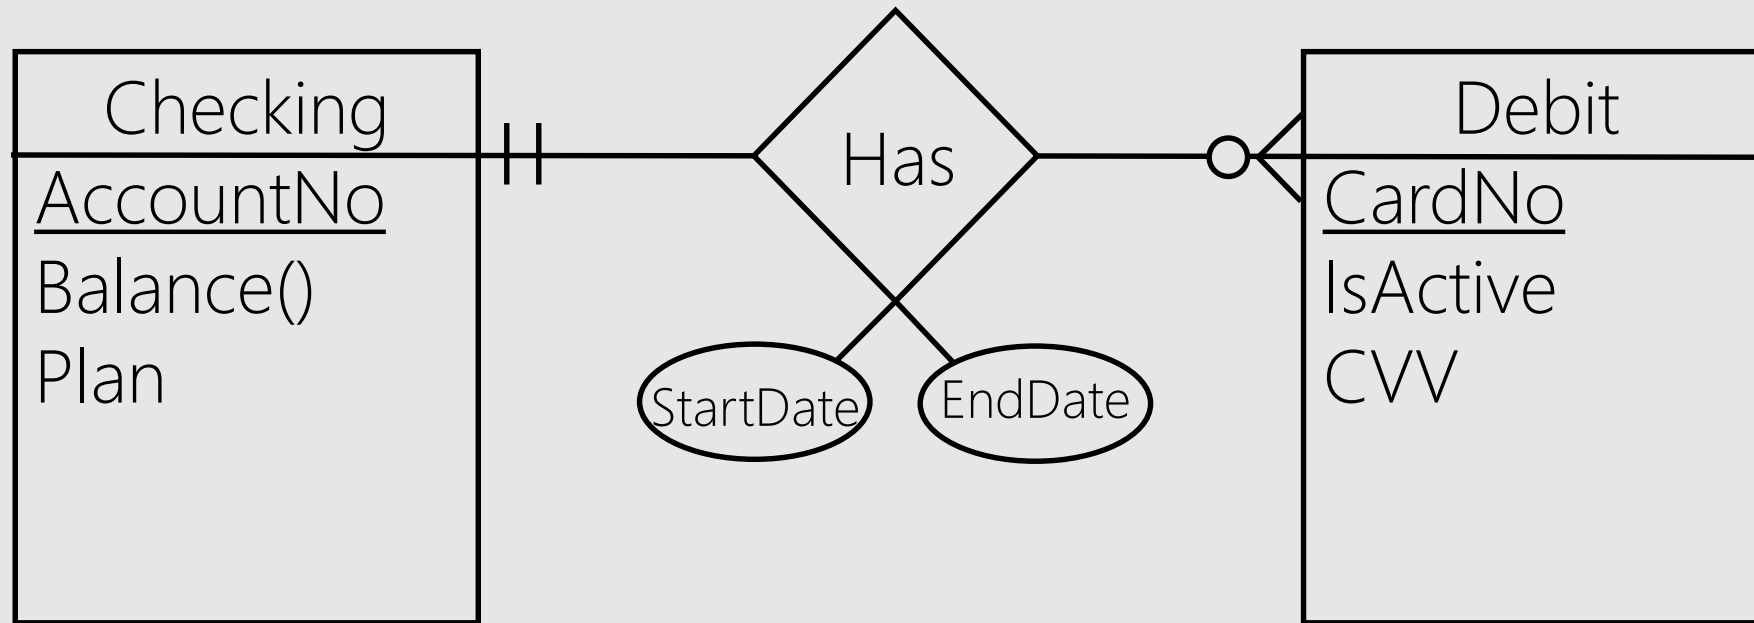 Checking
AccountNo
Balance()
Plan
Has
StartDate
EndDate
Debit
CardNo
IsActive
CVV